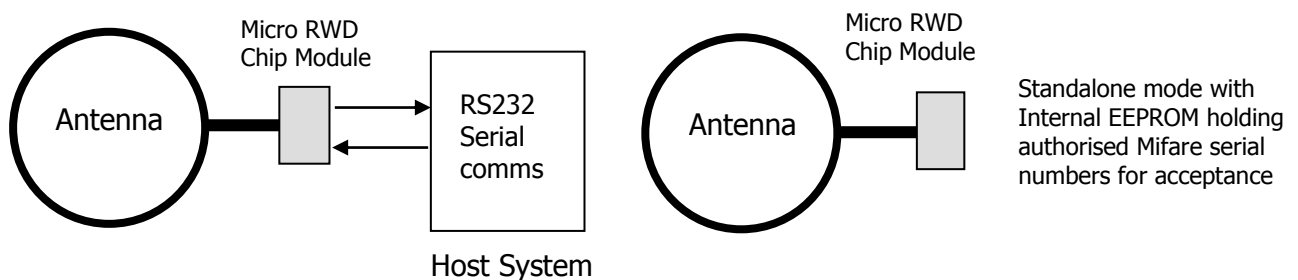 Micro RWD
Chip Module
Antenna
RS232
Serial
comms
Host System
Micro RWD
Chip Module
Antenna
Standalone mode with
Internal EEPROM holding
authorised Mifare serial
numbers for acceptance